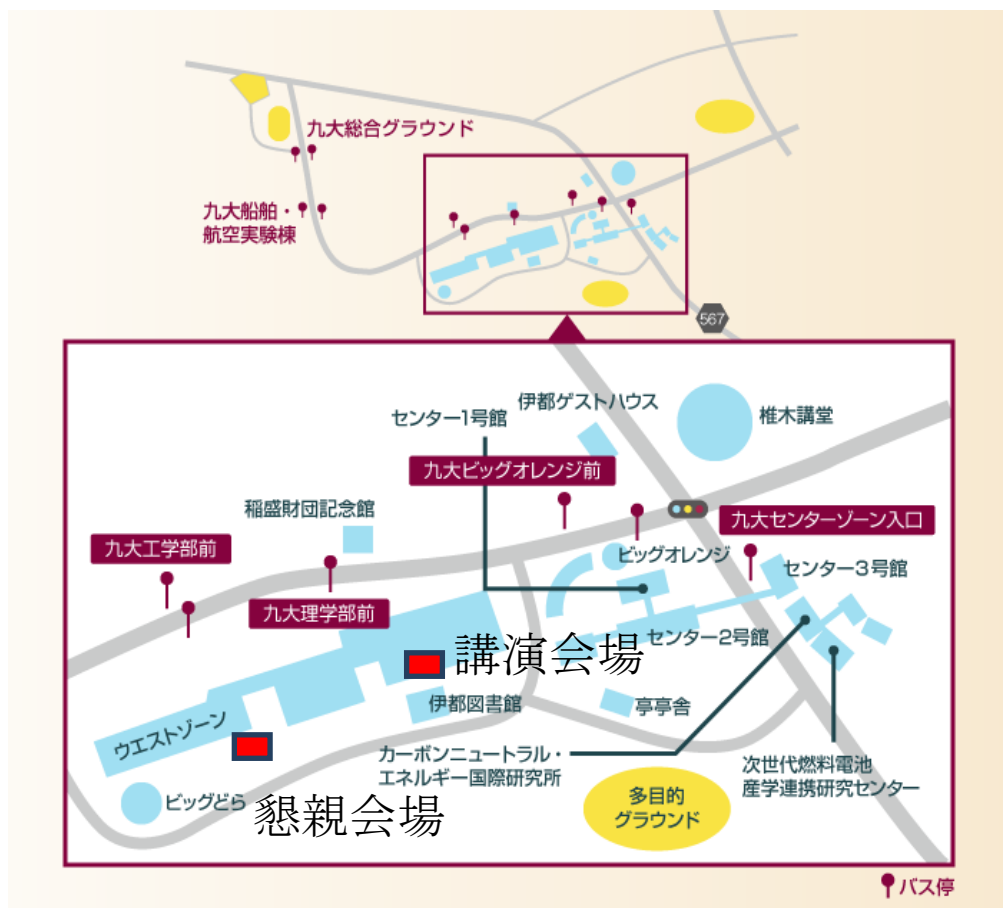 九大総合グラウンド
九大船舶・
航空実験棟
567
伊都ゲストハウス
センター1号館
椎木講堂
九大ビッグオレンジ前
稲盛財団記念館
九大センターゾーン入口
九大工学部前
ビッグオレンジ
センター3号館
九大理学部前
センター2号館
講演会場
伊都図書館
亭亭舎
ウエストゾーン
カーボンニュートラル・
エネルギー国際研究所
次世代燃料電池
産学連携研究センター
ビッグどら
懇親会場
多目的
グラウンド
バス停